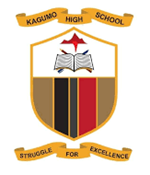 KAGUMO HIGH SCHOOL
STRUGGLE FOR EXCELLENCE